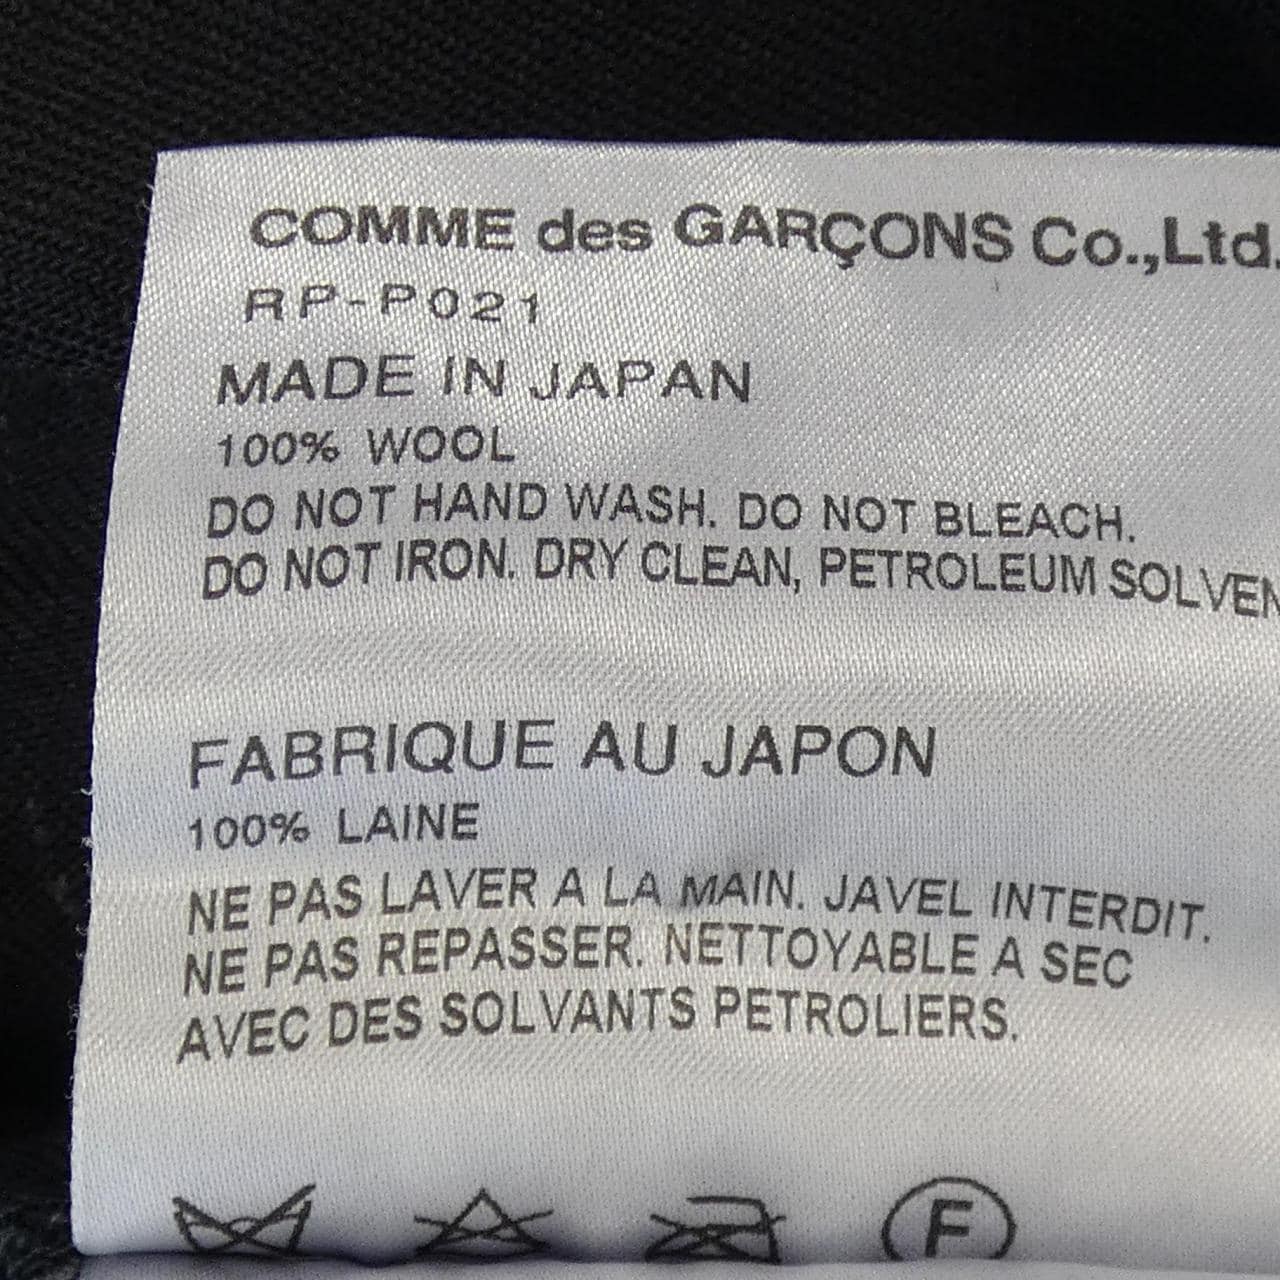 COMME des GARÇONS Co.,Ltd.
RP-P021
MADE IN JAPAN
100% WOOL
DO NOT HAND WASH. DO NOT BLEACH.
DO NOT IRON. DRY CLEAN, PETROLEUM SOLVEN
FABRIQUE AU JAPON
100% LAINE
NE PAS LAVER A LA MAIN. JAVEL INTERDIT.
NE PAS REPASSER. NETTOYABLE A SEC
AVEC DES SOLVANTS PETROLIERS.
F